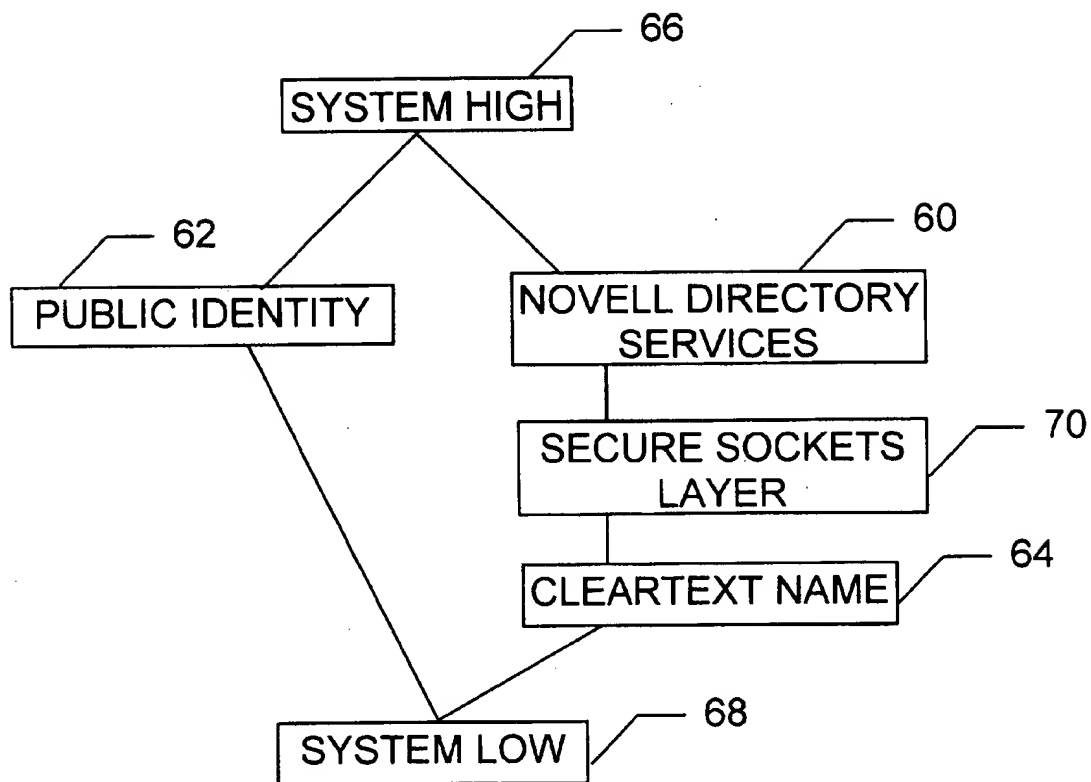 66
SYSTEM HIGH
62
60
PUBLIC IDENTITY
NOVELL DIRECTORY
SERVICES
70
SECURE SOCKETS
LAYER
64
CLEARTEXT NAME
68
SYSTEM LOW